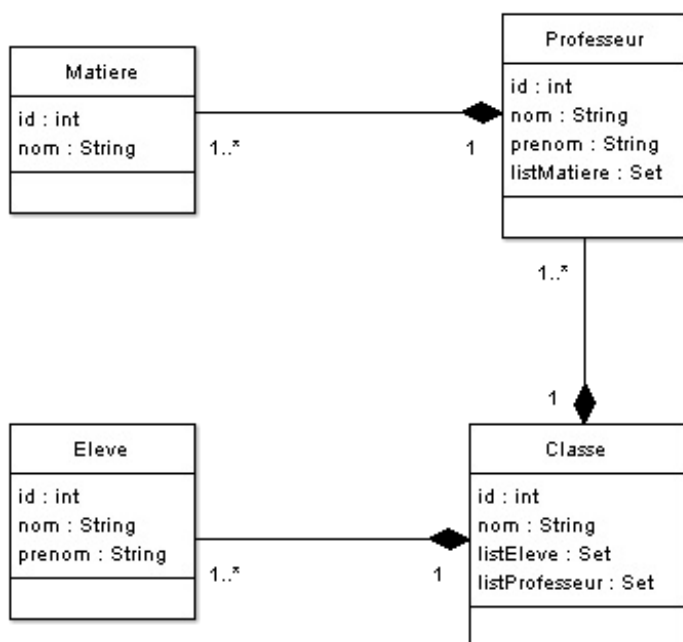 Professeur
id : int
nom : String
prenom : String
listMatiere : Set
Matiere
id : int
nom : String
1..*
1
1..*
1
Eleve
id : int
nom : String
prenom : String
1..*
1
Classe
id : int
nom : String
listEleve : Set
listProfesseur : Set